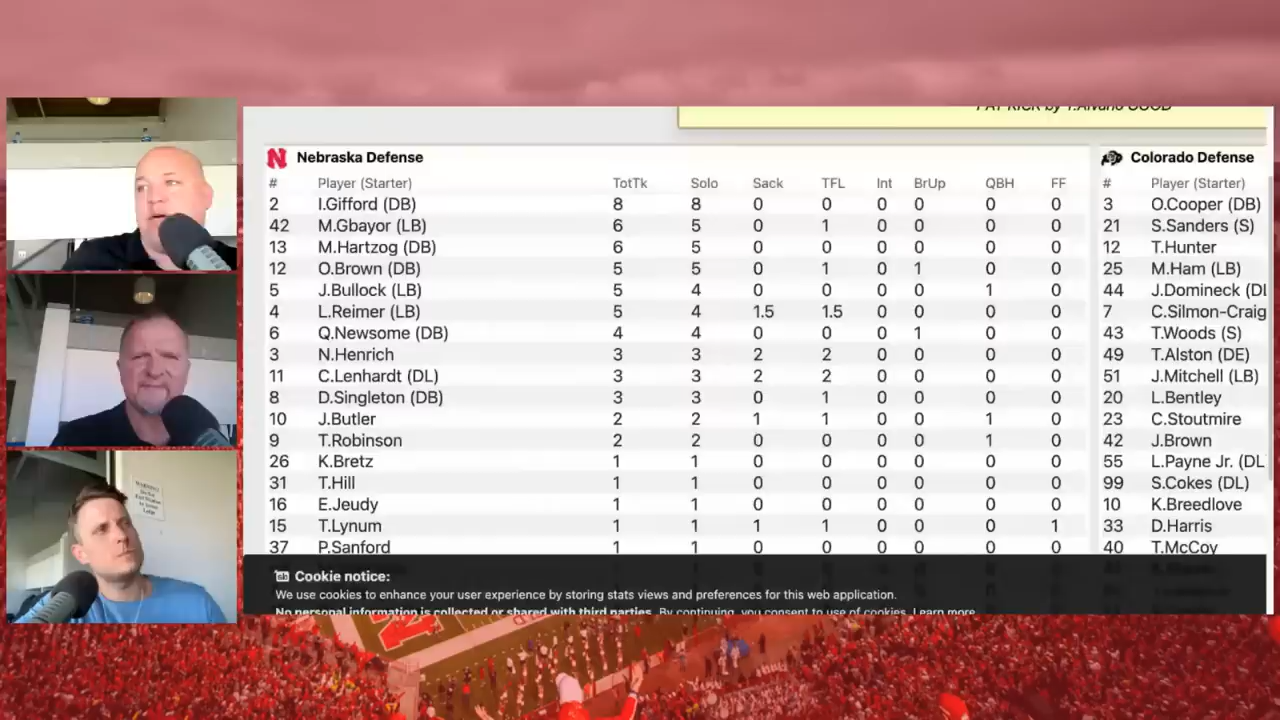 PAT KICK by T.Alvano GOOD
N Nebraska Defense
# Player (Starter) TotTk Solo Sack TFL Int BrUp QBH FF
2 I.Gifford (DB) 8 8 0 0 0 0 0 0
42 M.Gbayor (LB) 6 5 0 1 0 0 0 0
13 M.Hartzog (DB) 6 5 0 0 0 0 0 0
12 O.Brown (DB) 5 5 0 1 0 1 0 0
5 J.Bullock (LB) 5 4 0 0 0 0 1 0
4 L.Reimer (LB) 5 4 1.5 1.5 0 0 0 0
6 Q.Newsome (DB) 4 4 0 0 0 1 0 0
3 N.Henrich 3 3 2 2 0 0 0 0
11 C.Lenhardt (DL) 3 3 2 2 0 0 0 0
8 D.Singleton (DB) 3 3 0 1 0 0 0 0
10 J.Butler 2 2 1 1 0 0 1 0
9 T.Robinson 2 2 0 0 0 0 1 0
26 K.Bretz 1 1 0 0 0 0 0 0
31 T.Hill 1 1 0 0 0 0 0 0
16 E.Jeudy 1 1 0 0 0 0 0 0
15 T.Lynum 1 1 1 1 0 0 0 1
37 P.Sanford 1 1 0 0 0 0 0 0
Colorado Defense
# Player (Starter)
3 O.Cooper (DB)
21 S.Sanders (S)
12 T.Hunter
25 M.Ham (LB)
44 J.Domineck (DL
7 C.Silmon-Craig
43 T.Woods (S)
49 T.Alston (DE)
51 J.Mitchell (LB)
20 L.Bentley
23 C.Stoutmire
42 J.Brown
55 L.Payne Jr. (DL
99 S.Cokes (DL)
10 K.Breedlove
33 D.Harris
40 T.McCoy
Cookie notice:
We use cookies to enhance your user experience by storing stats views and preferences for this web application.
No personal information is collected or shared with third parties. By continuing, you consent to use of cookies. Learn more